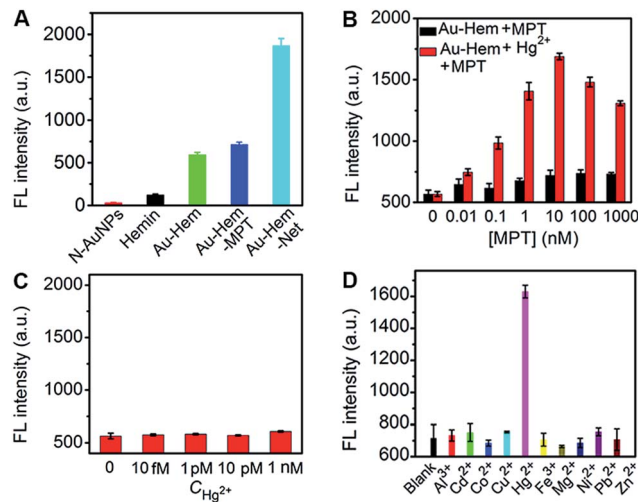 A
FL intensity (a.u.)
2000
1500
1000
500
0
N-AuNPs
Hemin
Au-Hem
Au-Hem
-MPT
Au-Hem
-Net
B
FL intensity (a.u.)
2000
1500
1000
500
Au-Hem+MPT
Au-Hem+ Hg²⁺
+MPT
0 0.01 0.1 1 10 100 1000
[MPT] (nM)
C
FL intensity (a.u.)
2000
1500
1000
500
0 10 fM 1 pM 10 pM 1 nM
C Hg²⁺
D
FL intensity (a.u.)
1600
1400
1200
1000
800
600
Blank
Al³⁺
Cd²⁺
Co²⁺
Cu²⁺
Hg²⁺
Fe³⁺
Mg²⁺
Ni²⁺
Pb²⁺
Zn²⁺